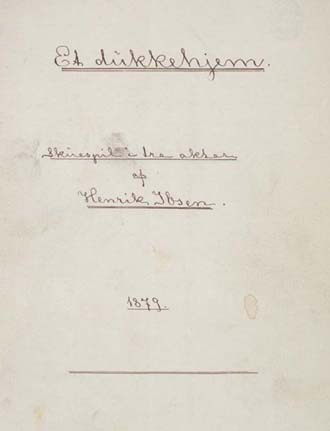 Et dukkehjem.
Skuespil i tre akter
af
Henrik Ibsen.
1879.